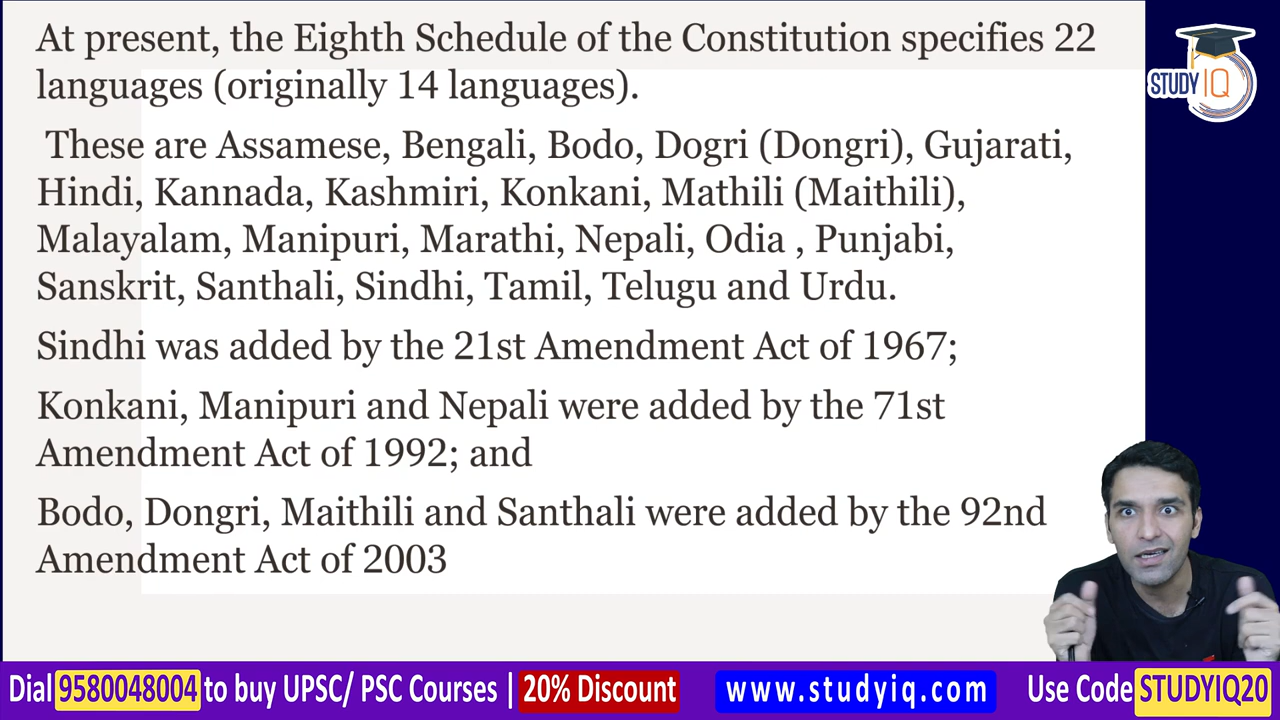 At present, the Eighth Schedule of the Constitution specifies 22
languages (originally 14 languages).
These are Assamese, Bengali, Bodo, Dogri (Dongri), Gujarati,
Hindi, Kannada, Kashmiri, Konkani, Mathili (Maithili),
Malayalam, Manipuri, Marathi, Nepali, Odia , Punjabi,
Sanskrit, Santhali, Sindhi, Tamil, Telugu and Urdu.
Sindhi was added by the 21st Amendment Act of 1967;
Konkani, Manipuri and Nepali were added by the 71st
Amendment Act of 1992; and
Bodo, Dongri, Maithili and Santhali were added by the 92nd
Amendment Act of 2003
STUDY IQ
Dial 9580048004 to buy UPSC/ PSC Courses | 20% Discount www.studyiq.com Use Code STUDYIQ20